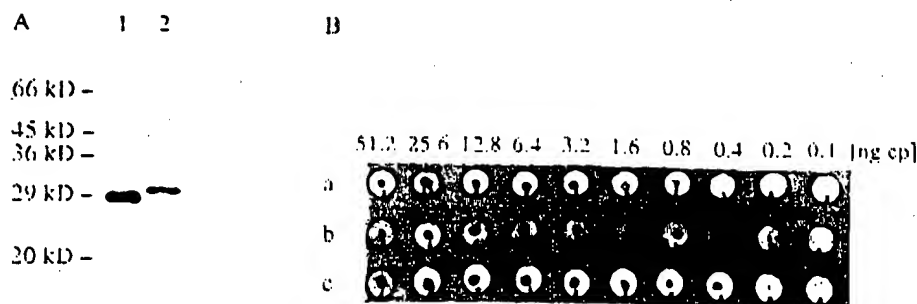 A 1 2 B
66 kD –
45 kD –
36 kD –
29 kD –
20 kD –
51.2 25.6 12.8 6.4 3.2 1.6 0.8 0.4 0.2 0.1 [ng cp]
a
b
c